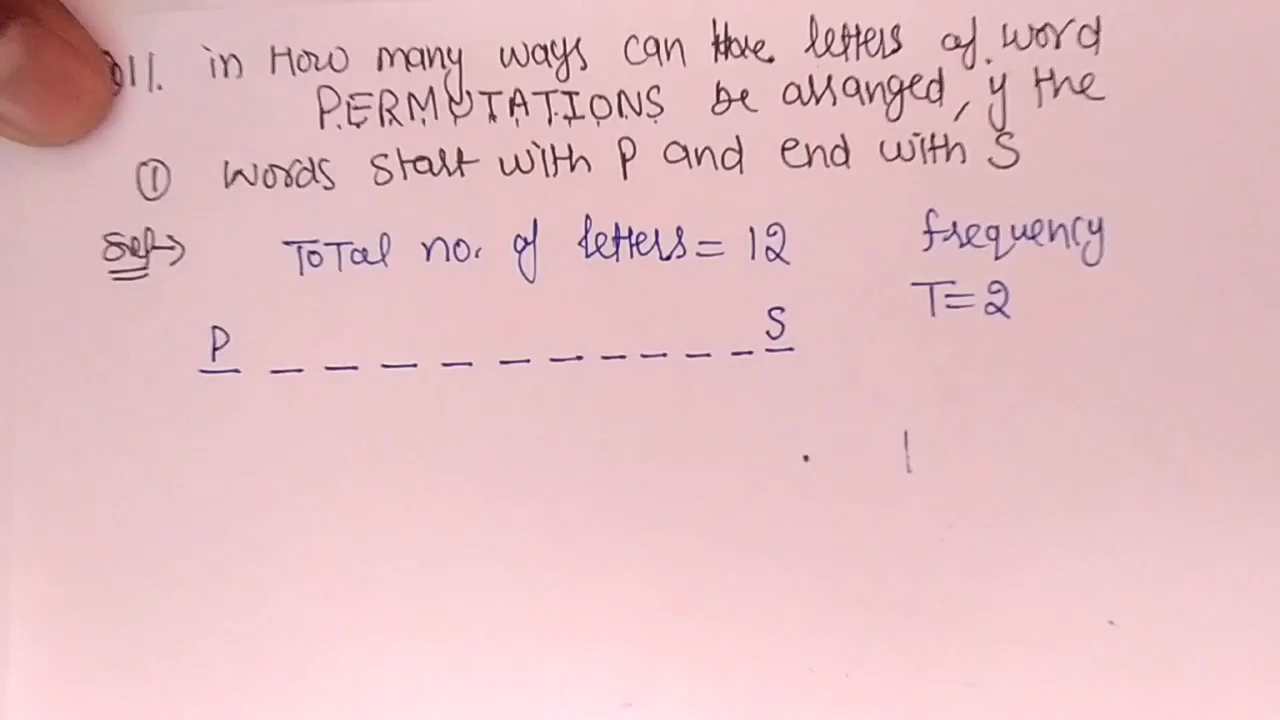 Q11. in How many ways can the letters of word
PERMUTATIONS be arranged, if the
① words start with P and end with S
Sol→ Total no. of letters = 12 frequency
T=2
P _ _ _ _ _ _ _ _ _ _ S